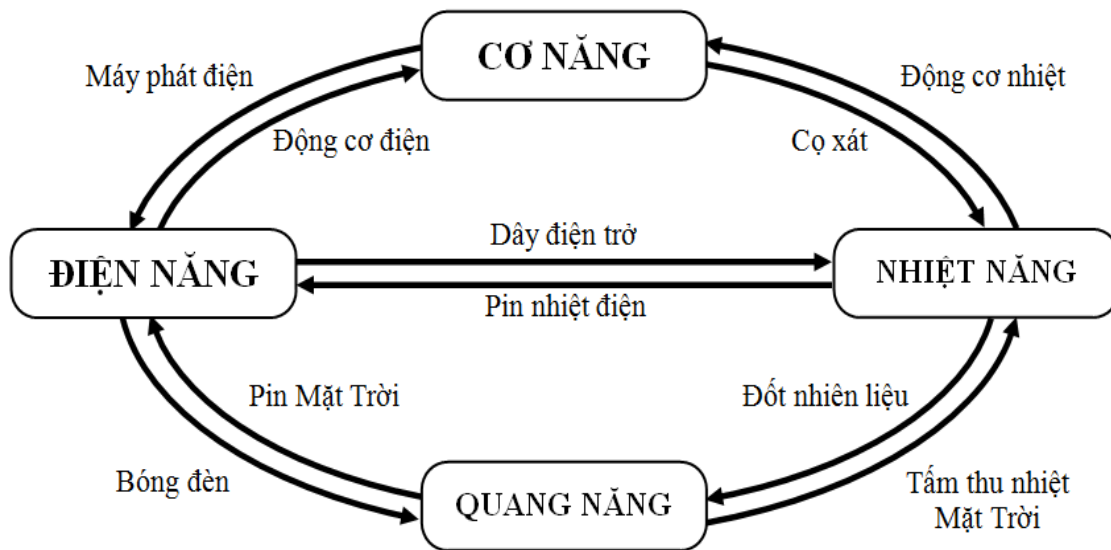 CƠ NĂNG
Máy phát điện
Động cơ nhiệt
Động cơ điện
Cọ xát
Dây điện trở
ĐIỆN NĂNG
NHIỆT NĂNG
Pin nhiệt điện
Pin Mặt Trời
Đốt nhiên liệu
Bóng đèn
QUANG NĂNG
Tấm thu nhiệt
Mặt Trời